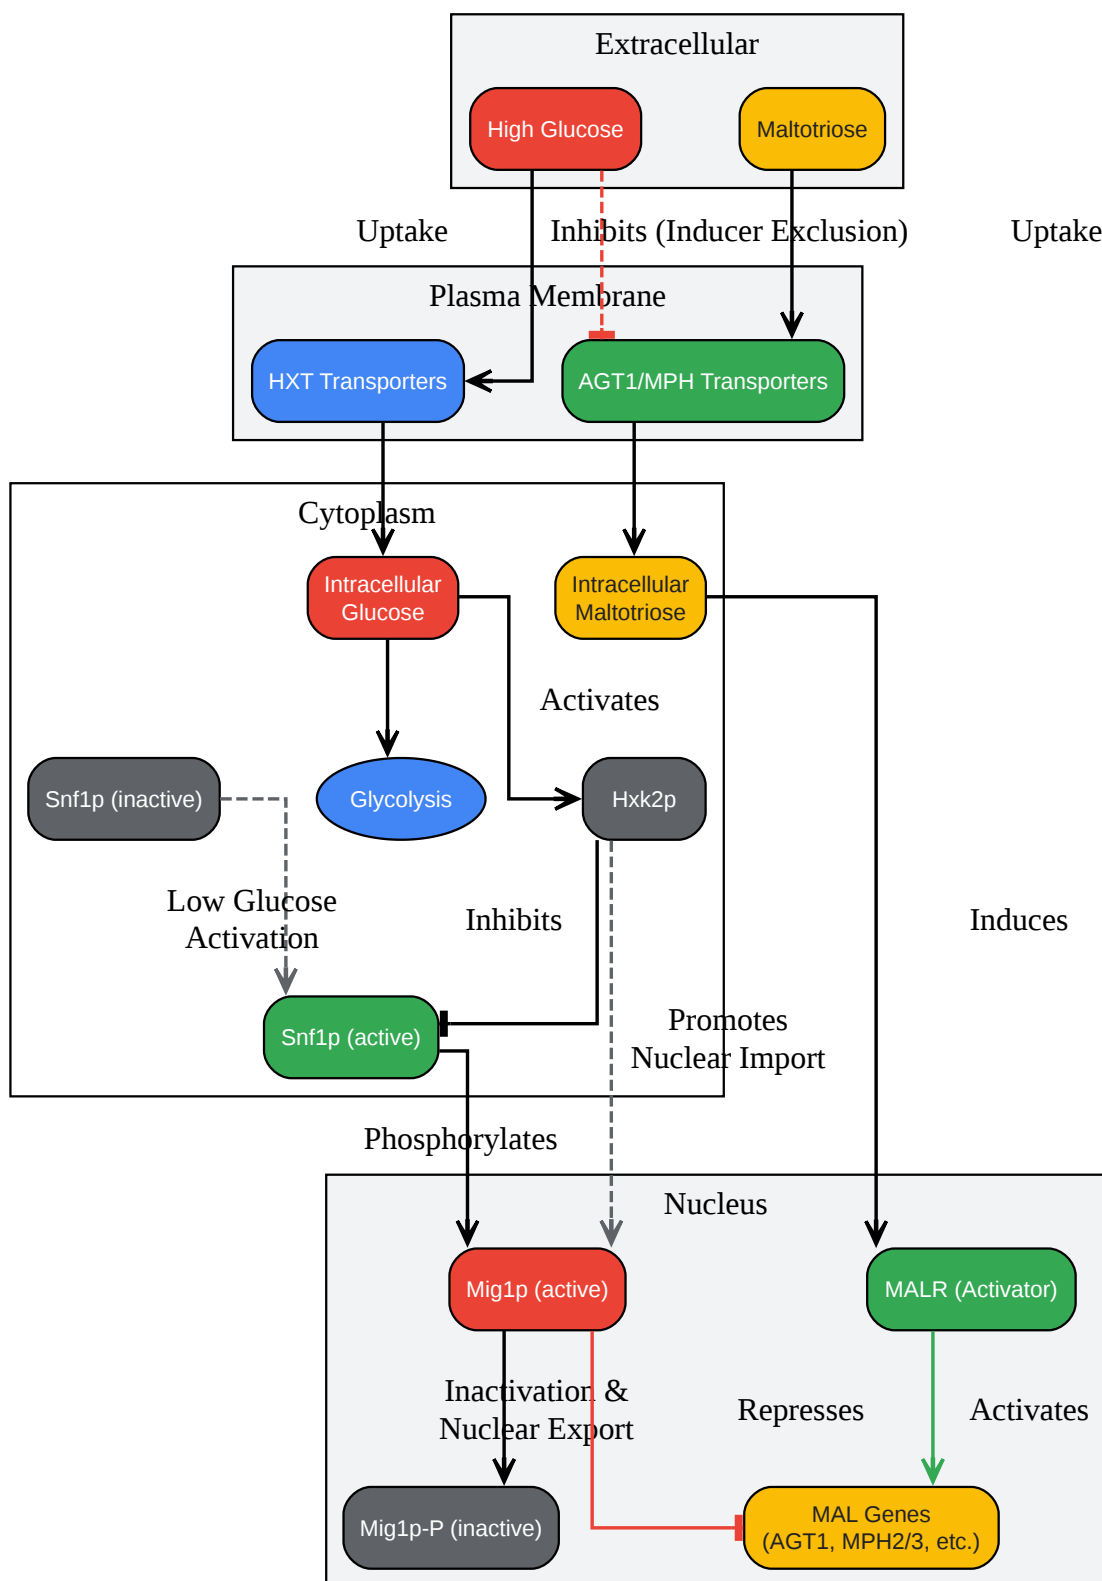 Extracellular
High Glucose
Maltotriose
Uptake
Inhibits (Inducer Exclusion)
Uptake
Plasma Membrane
HXT Transporters
AGT1/MPH Transporters
Cytoplasm
Intracellular
Glucose
Intracellular
Maltotriose
Activates
Snf1p (inactive)
Glycolysis
Hxk2p
Low Glucose
Activation
Inhibits
Induces
Snf1p (active)
Promotes
Nuclear Import
Phosphorylates
Nucleus
Mig1p (active)
MALR (Activator)
Inactivation &
Nuclear Export
Represses
Activates
Mig1p-P (inactive)
MAL Genes
(AGT1, MPH2/3, etc.)